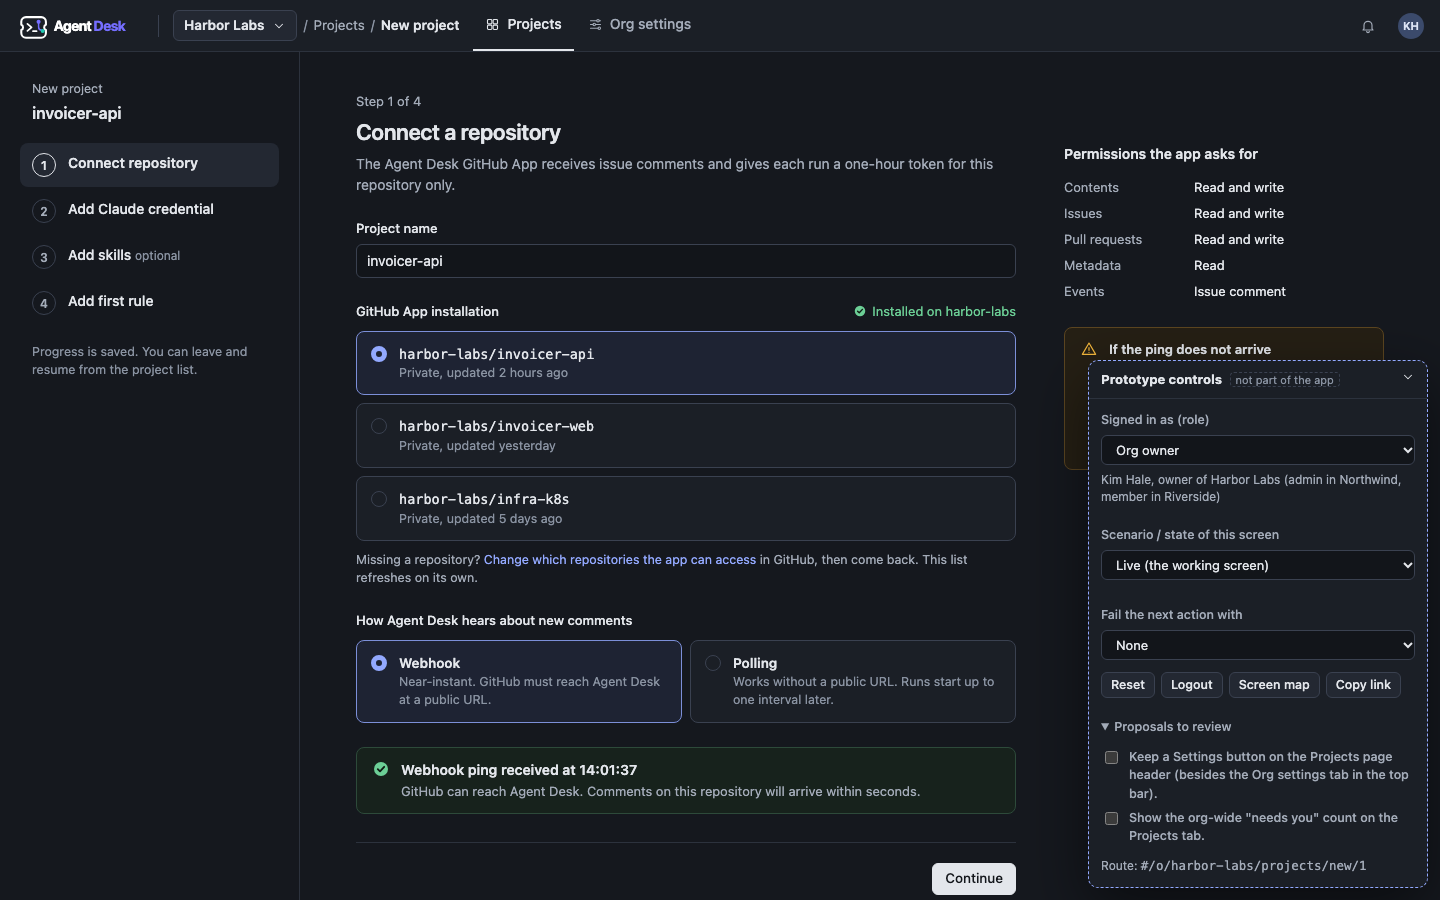 AgentDesk
Harbor Labs / Projects / New project
Projects
Org settings
KH
New project
invoicer-api
1 Connect repository
2 Add Claude credential
3 Add skills optional
4 Add first rule
Progress is saved. You can leave and
resume from the project list.
Step 1 of 4
Connect a repository
The Agent Desk GitHub App receives issue comments and gives each run a one-hour token for this
repository only.
Project name
invoicer-api
GitHub App installation
Installed on harbor-labs
harbor-labs/invoicer-api
Private, updated 2 hours ago
harbor-labs/invoicer-web
Private, updated yesterday
harbor-labs/infra-k8s
Private, updated 5 days ago
Missing a repository? Change which repositories the app can access in GitHub, then come back. This list
refreshes on its own.
How Agent Desk hears about new comments
Webhook
Near-instant. GitHub must reach Agent Desk
at a public URL.
Polling
Works without a public URL. Runs start up to
one interval later.
Webhook ping received at 14:01:37
GitHub can reach Agent Desk. Comments on this repository will arrive within seconds.
Continue
Permissions the app asks for
Contents Read and write
Issues Read and write
Pull requests Read and write
Metadata Read
Events Issue comment
If the ping does not arrive
Prototype controls not part of the app
Signed in as (role)
Org owner
Kim Hale, owner of Harbor Labs (admin in Northwind,
member in Riverside)
Scenario / state of this screen
Live (the working screen)
Fail the next action with
None
Reset Logout Screen map Copy link
Proposals to review
Keep a Settings button on the Projects page
header (besides the Org settings tab in the top
bar).
Show the org-wide "needs you" count on the
Projects tab.
Route: #/o/harbor-labs/projects/new/1